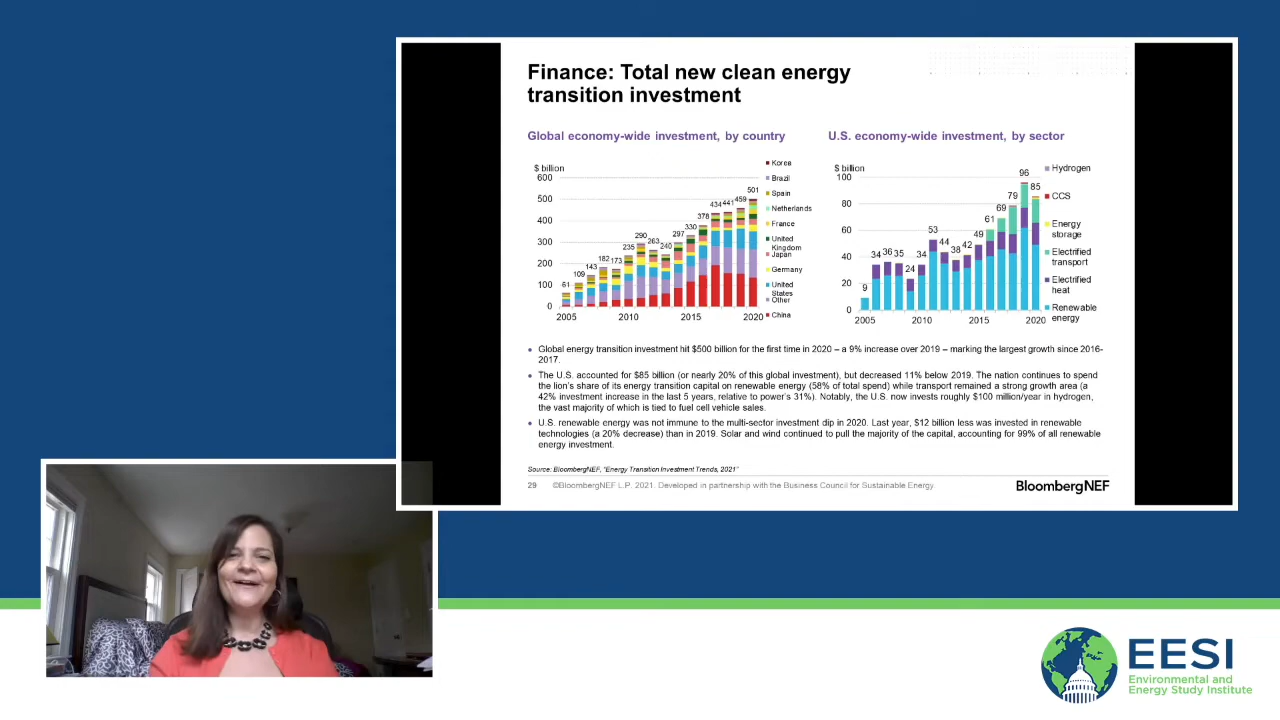 Finance: Total new clean energy
transition investment
Global economy-wide investment, by country
$ billion
600
500
400
300
200
100
0
61
109
143
182
173
235
290
263
240
297
330
378
434
441
459
501
2005
2010
2015
2020
Korea
Brazil
Spain
Netherlands
France
United
Kingdom
Japan
Germany
United
States
Other
China
U.S. economy-wide investment, by sector
$ billion
100
80
60
40
20
0
9
34
36
35
24
34
53
44
38
42
49
61
69
79
96
85
2005
2010
2015
2020
Hydrogen
CCS
Energy
storage
Electrified
transport
Electrified
heat
Renewable
energy
• Global energy transition investment hit $500 billion for the first time in 2020 – a 9% increase over 2019 – marking the largest growth since 2016-
2017.
• The U.S. accounted for $85 billion (or nearly 20% of this global investment), but decreased 11% below 2019. The nation continues to spend
the lion's share of its energy transition capital on renewable energy (58% of total spend) while transport remained a strong growth area (a
42% investment increase in the last 5 years, relative to power's 31%). Notably, the U.S. now invests roughly $100 million/year in hydrogen,
the vast majority of which is tied to fuel cell vehicle sales.
• U.S. renewable energy was not immune to the multi-sector investment dip in 2020. Last year, $12 billion less was invested in renewable
technologies (a 20% decrease) than in 2019. Solar and wind continued to pull the majority of the capital, accounting for 99% of all renewable
energy investment.
Source: BloombergNEF, "Energy Transition Investment Trends, 2021"
29 ©BloombergNEF L.P. 2021. Developed in partnership with the Business Council for Sustainable Energy
BloombergNEF
EESI
Environmental and
Energy Study Institute